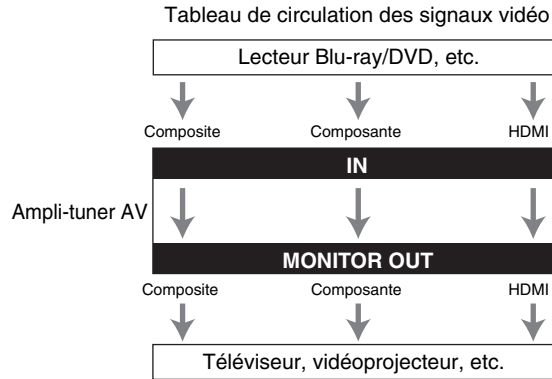 Tableau de circulation des signaux vidéo
Lecteur Blu-ray/DVD, etc.
Composite Composante HDMI
IN
Ampli-tuner AV
MONITOR OUT
Composite Composante HDMI
Téléviseur, vidéoprojecteur, etc.